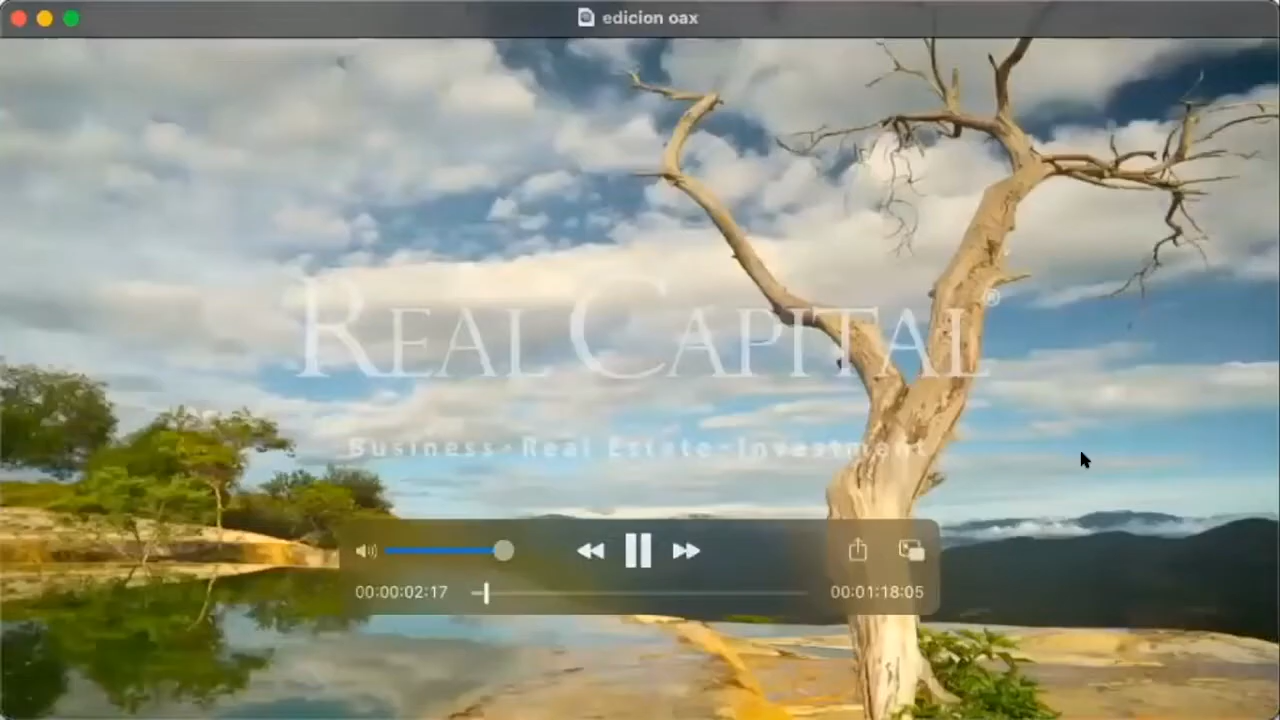 edicion oax
REAL CAPITAL®
Business·Real Estate·Investment
00:00:02:17
00:01:18:05